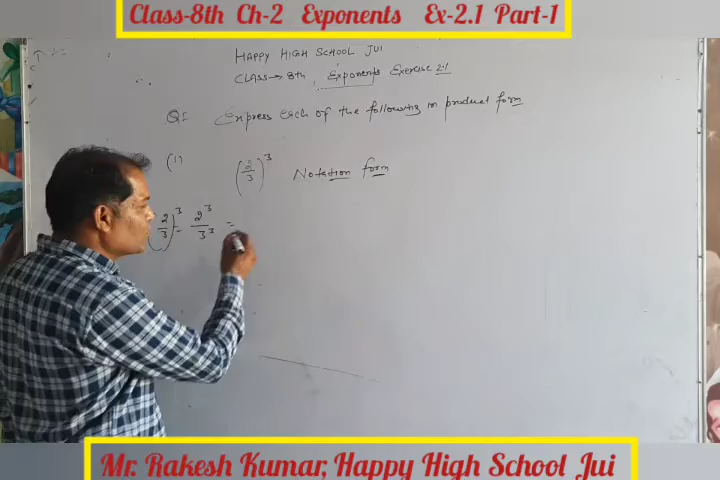 Class-8th Ch-2 Exponents Ex-2.1 Part-1
HAPPY HIGH SCHOOL JUI
CLASS→ 8th, Exponents Exercise 2.1
Q1 Express each of the following in product form
(1) (2/3)^3 Notation form
(2/3)^3 = 2^3/3^3 =
Mr. Rakesh Kumar, Happy High School Jui